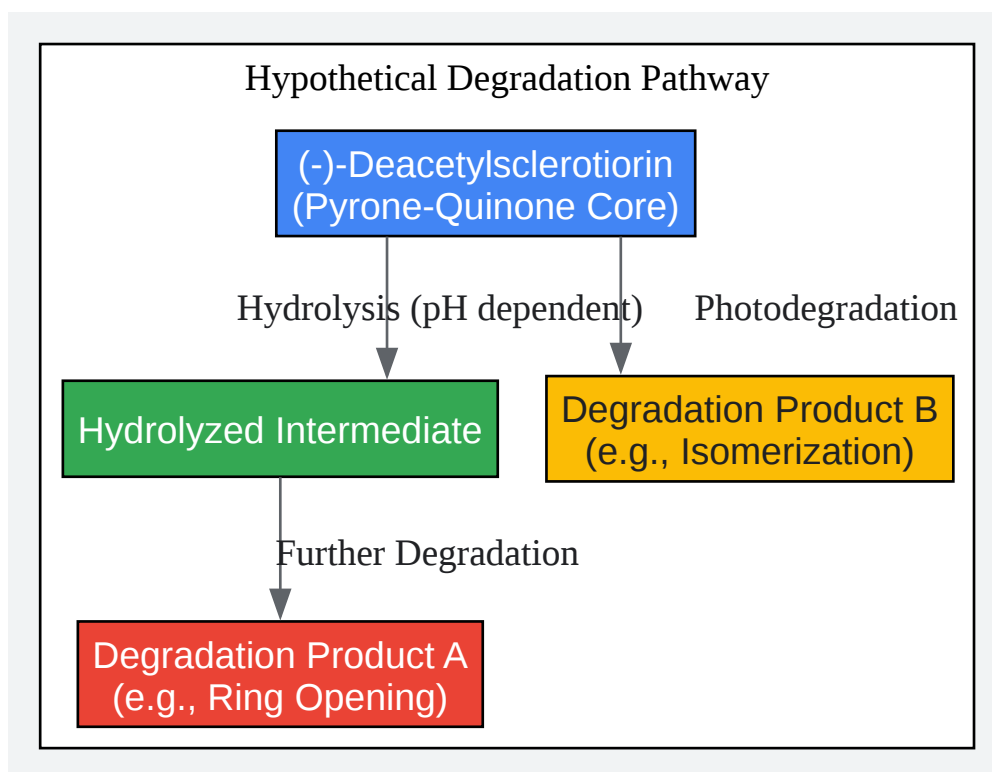 Hypothetical Degradation Pathway
(-)-Deacetylsclerotiorin
(Pyrone-Quinone Core)
Hydrolysis (pH dependent)
Photodegradation
Hydrolyzed Intermediate
Degradation Product B
(e.g., Isomerization)
Further Degradation
Degradation Product A
(e.g., Ring Opening)